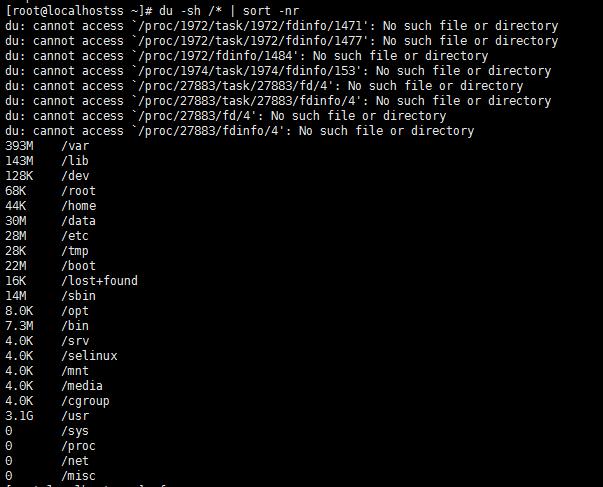 [root@localhostss ~]# du -sh /* | sort -nr
du: cannot access `/proc/1972/task/1972/fdinfo/1471': No such file or directory
du: cannot access `/proc/1972/task/1972/fdinfo/1477': No such file or directory
du: cannot access `/proc/1972/fdinfo/1484': No such file or directory
du: cannot access `/proc/1974/task/1974/fdinfo/153': No such file or directory
du: cannot access `/proc/27883/task/27883/fd/4': No such file or directory
du: cannot access `/proc/27883/task/27883/fdinfo/4': No such file or directory
du: cannot access `/proc/27883/fd/4': No such file or directory
du: cannot access `/proc/27883/fdinfo/4': No such file or directory
393M /var
143M /lib
128K /dev
68K /root
44K /home
30M /data
28M /etc
28K /tmp
22M /boot
16K /lost+found
14M /sbin
8.0K /opt
7.3M /bin
4.0K /srv
4.0K /selinux
4.0K /mnt
4.0K /media
4.0K /cgroup
3.1G /usr
0 /sys
0 /proc
0 /net
0 /misc